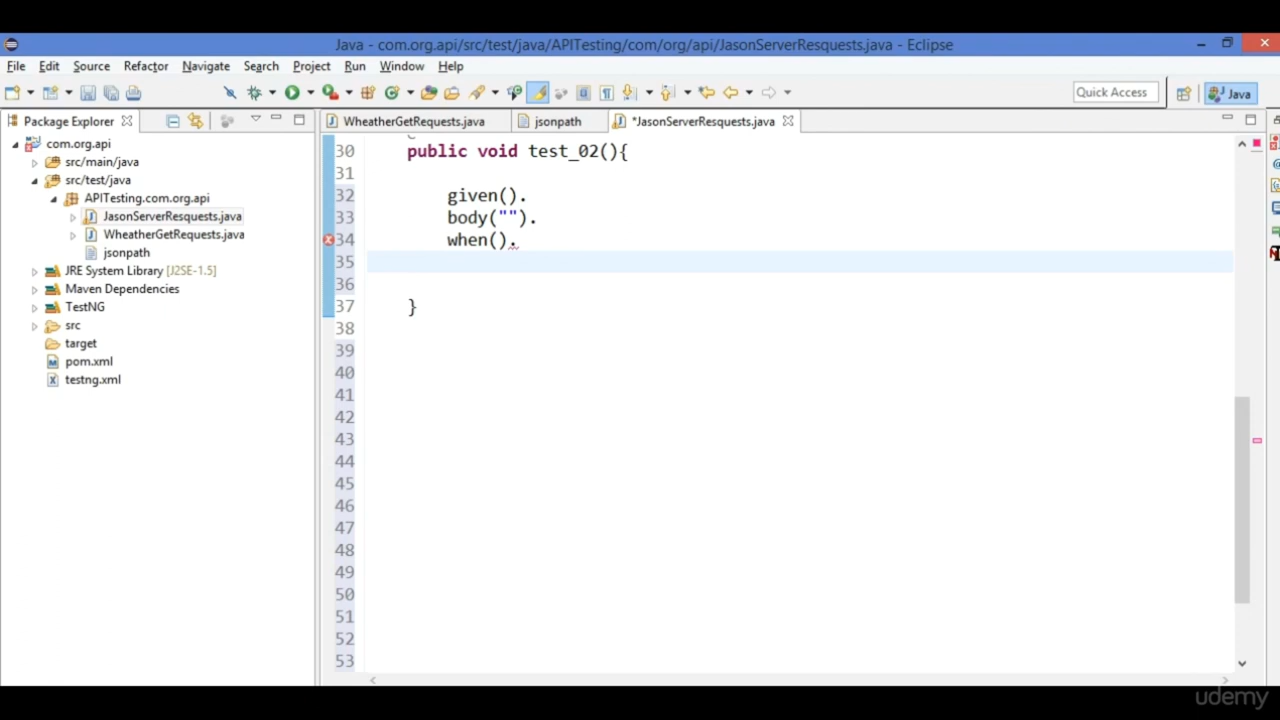 Java - com.org.api/src/test/java/APITesting/com/org/api/JasonServerResquests.java - Eclipse
File Edit Source Refactor Navigate Search Project Run Window Help
Quick Access Java
Package Explorer
com.org.api
src/main/java
src/test/java
APITesting.com.org.api
JasonServerResquests.java
WheatherGetRequests.java
jsonpath
JRE System Library [J2SE-1.5]
Maven Dependencies
TestNG
src
target
pom.xml
testng.xml
WheatherGetRequests.java jsonpath *JasonServerResquests.java
30 public void test_02(){
31
32 given().
33 body("").
34 when().
35
36
37 }
38
39
40
41
42
43
44
45
46
47
48
49
50
51
52
53
udemy